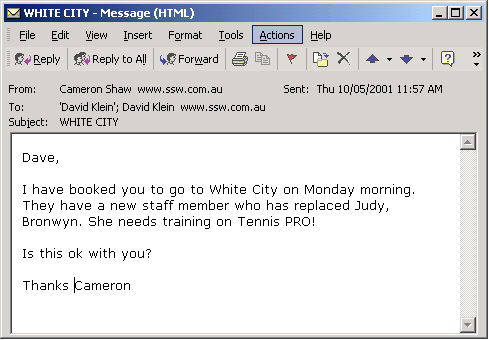 WHITE CITY - Message (HTML)
File Edit View Insert Format Tools Actions Help
Reply Reply to All Forward
From: Cameron Shaw www.ssw.com.au Sent: Thu 10/05/2001 11:57 AM
To: 'David Klein'; David Klein www.ssw.com.au
Subject: WHITE CITY
Dave,
I have booked you to go to White City on Monday morning.
They have a new staff member who has replaced Judy,
Bronwyn. She needs training on Tennis PRO!
Is this ok with you?
Thanks Cameron